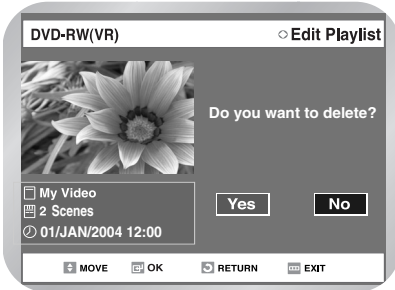 DVD-RW(VR)
Edit Playlist
Do you want to delete?
My Video
2 Scenes
01/JAN/2004 12:00
Yes
No
MOVE OK RETURN EXIT